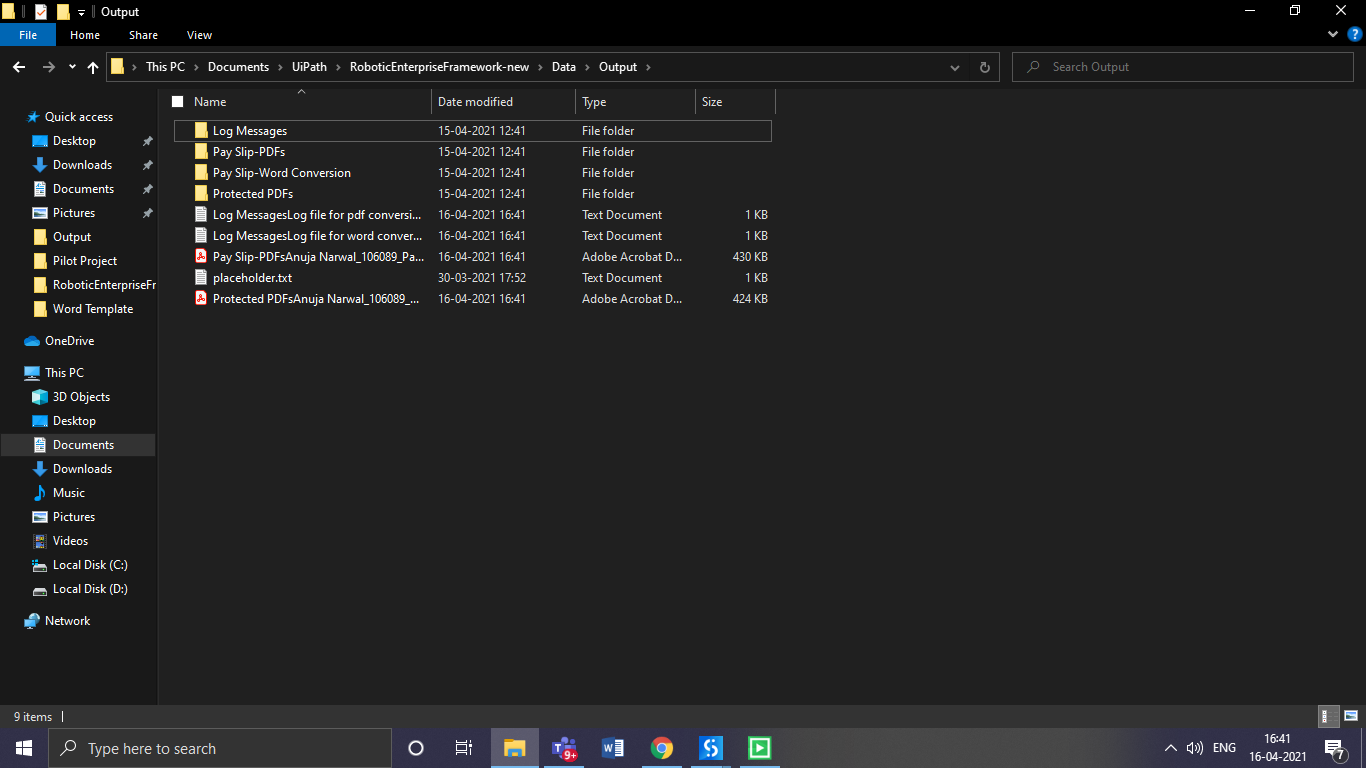 Output
File Home Share View
This PC Documents UiPath RoboticEnterpriseFramework-new Data Output
Search Output
Name Date modified Type Size
Log Messages 15-04-2021 12:41 File folder
Pay Slip-PDFs 15-04-2021 12:41 File folder
Pay Slip-Word Conversion 15-04-2021 12:41 File folder
Protected PDFs 15-04-2021 12:41 File folder
Log MessagesLog file for pdf conversi... 16-04-2021 16:41 Text Document 1 KB
Log MessagesLog file for word conver... 16-04-2021 16:41 Text Document 1 KB
Pay Slip-PDFsAnuja Narwal_106089_Pa... 16-04-2021 16:41 Adobe Acrobat D... 430 KB
placeholder.txt 30-03-2021 17:52 Text Document 1 KB
Protected PDFsAnuja Narwal_106089_... 16-04-2021 16:41 Adobe Acrobat D... 424 KB
Quick access
Desktop
Downloads
Documents
Pictures
Output
Pilot Project
RoboticEnterpriseFr
Word Template
OneDrive
This PC
3D Objects
Desktop
Documents
Downloads
Music
Pictures
Videos
Local Disk (C:)
Local Disk (D:)
Network
9 items
Type here to search
9+
ENG
16:41
16-04-2021
7